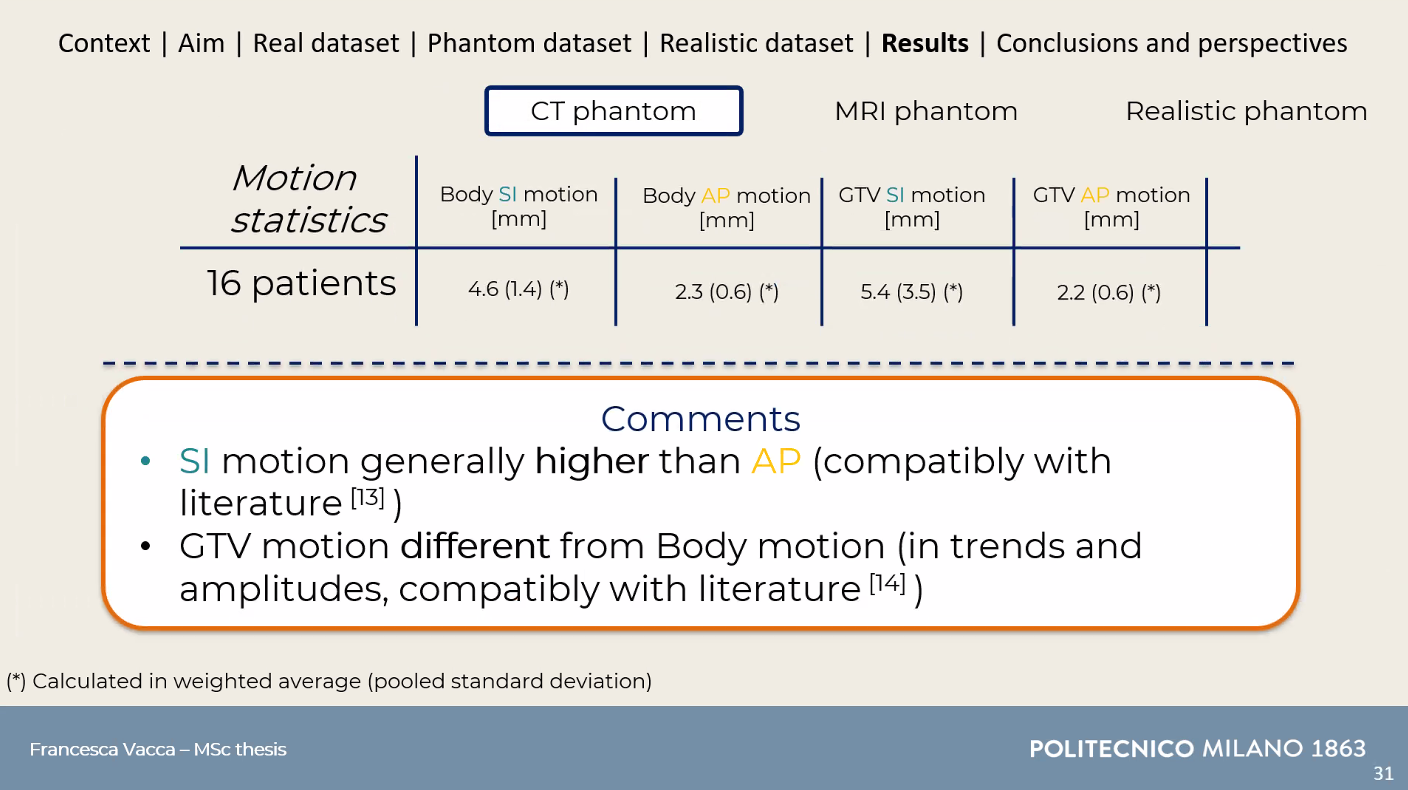 Context | Aim | Real dataset | Phantom dataset | Realistic dataset | Results | Conclusions and perspectives
CT phantom
MRI phantom
Realistic phantom
Motion
statistics
Body SI motion
[mm]
Body AP motion
[mm]
GTV SI motion
[mm]
GTV AP motion
[mm]
16 patients
4.6 (1.4) (*)
2.3 (0.6) (*)
5.4 (3.5) (*)
2.2 (0.6) (*)
Comments
• SI motion generally higher than AP (compatibly with
literature [13] )
• GTV motion different from Body motion (in trends and
amplitudes, compatibly with literature [14] )
(*) Calculated in weighted average (pooled standard deviation)
Francesca Vacca – MSc thesis
POLITECNICO MILANO 1863
31